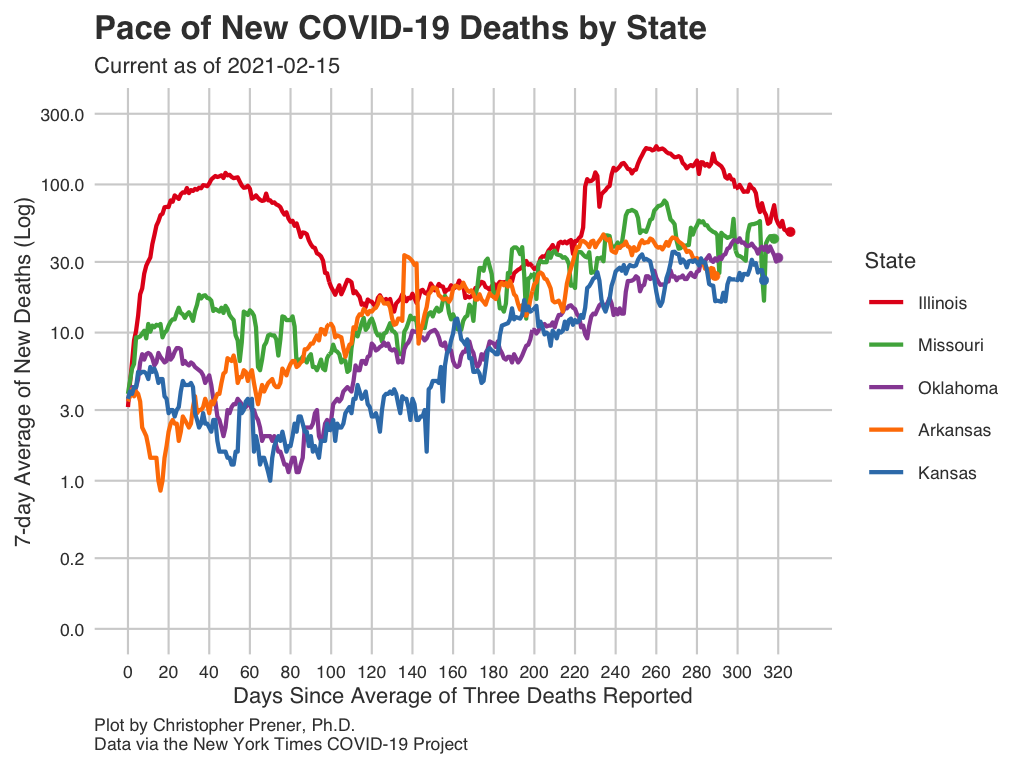 Pace of New COVID-19 Deaths by State
Current as of 2021-02-15
7-day Average of New Deaths (Log)
300.0
100.0
30.0
10.0
3.0
1.0
0.2
0.0
0 20 40 60 80 100 120 140 160 180 200 220 240 260 280 300 320
Days Since Average of Three Deaths Reported
State
Illinois
Missouri
Oklahoma
Arkansas
Kansas
Plot by Christopher Prener, Ph.D.
Data via the New York Times COVID-19 Project